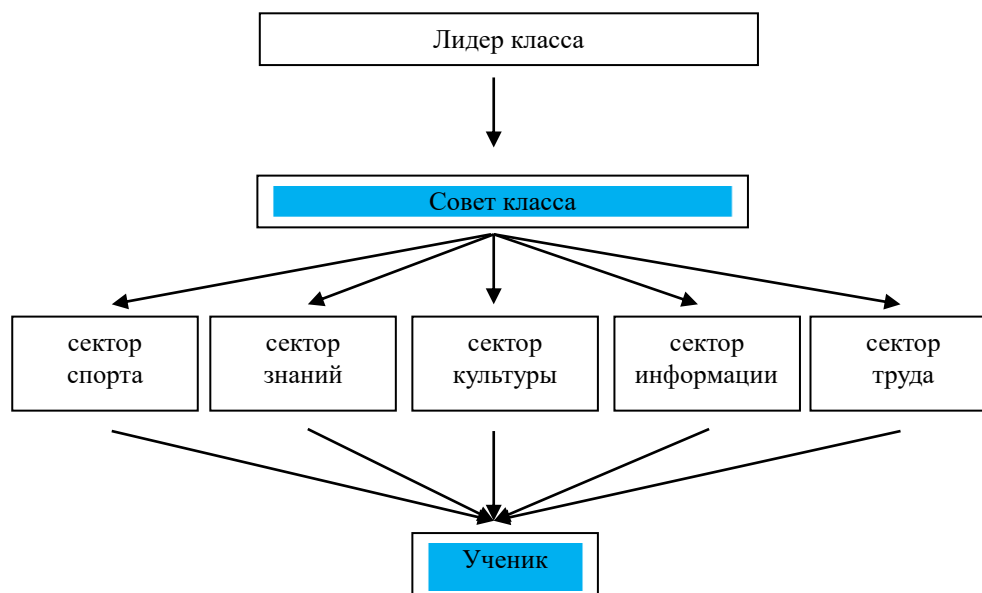 Лидер класса
Совет класса
сектор
спорта
сектор
знаний
сектор
культуры
сектор
информации
сектор
труда
Ученик